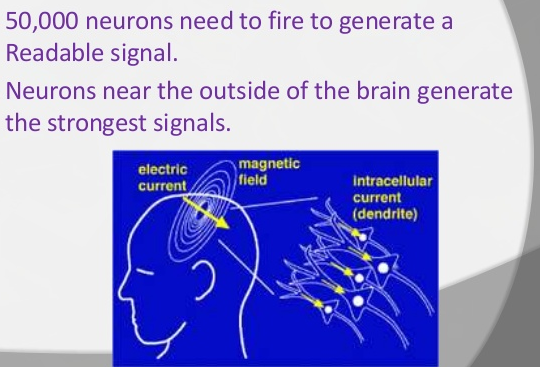 50,000 neurons need to fire to generate a
Readable signal.
Neurons near the outside of the brain generate
the strongest signals.
electric
current
magnetic
field
intracellular
current
(dendrite)